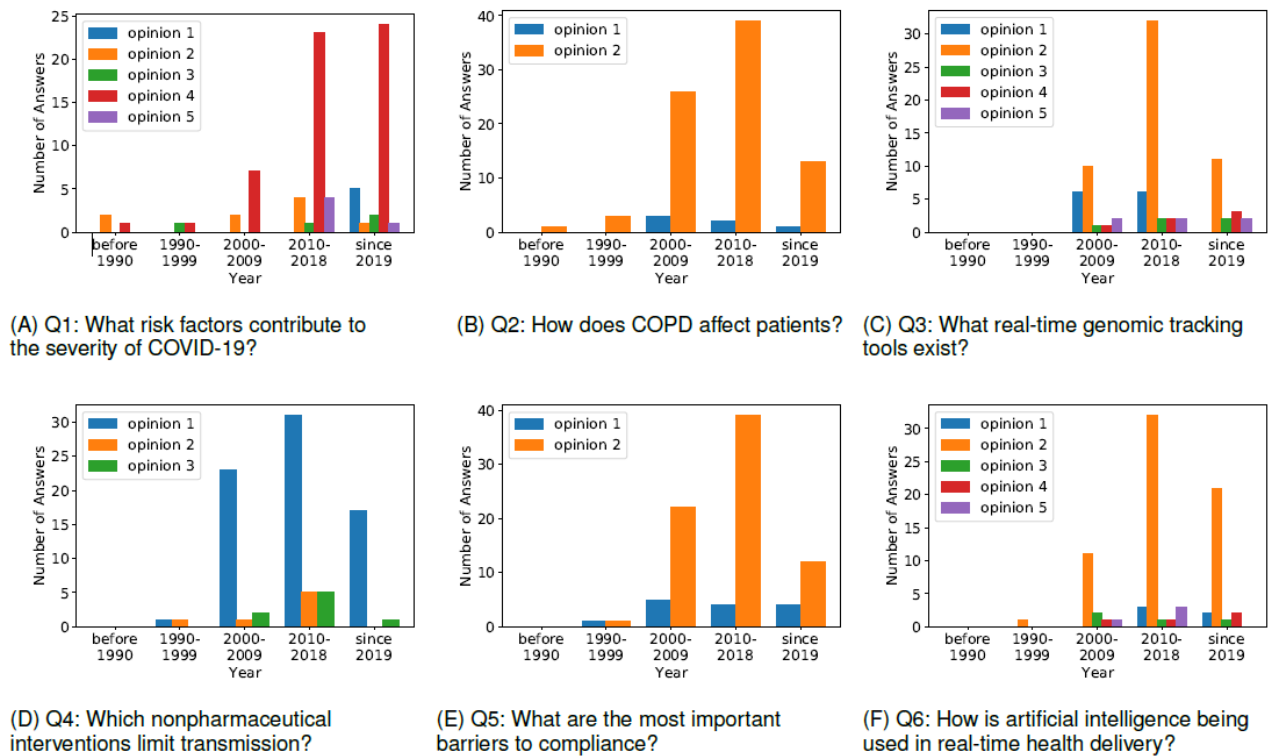 25
20
15
10
5
0
Number of Answers
opinion 1
opinion 2
opinion 3
opinion 4
opinion 5
before 1990
1990-1999
2000-2009
2010-2018
since 2019
Year
(A) Q1: What risk factors contribute to
the severity of COVID-19?
40
30
20
10
0
Number of Answers
opinion 1
opinion 2
before 1990
1990-1999
2000-2009
2010-2018
since 2019
Year
(B) Q2: How does COPD affect patients?
30
25
20
15
10
5
0
Number of Answers
opinion 1
opinion 2
opinion 3
opinion 4
opinion 5
before 1990
1990-1999
2000-2009
2010-2018
since 2019
Year
(C) Q3: What real-time genomic tracking
tools exist?
30
25
20
15
10
5
0
Number of Answers
opinion 1
opinion 2
opinion 3
before 1990
1990-1999
2000-2009
2010-2018
since 2019
Year
(D) Q4: Which nonpharmaceutical
interventions limit transmission?
40
30
20
10
0
Number of Answers
opinion 1
opinion 2
before 1990
1990-1999
2000-2009
2010-2018
since 2019
Year
(E) Q5: What are the most important
barriers to compliance?
30
25
20
15
10
5
0
Number of Answers
opinion 1
opinion 2
opinion 3
opinion 4
opinion 5
before 1990
1990-1999
2000-2009
2010-2018
since 2019
Year
(F) Q6: How is artificial intelligence being
used in real-time health delivery?